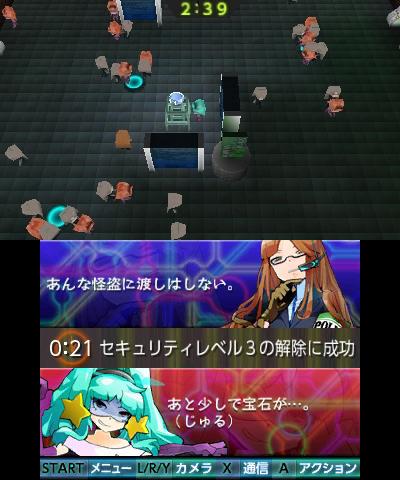 2:39
あんな怪盗に渡しはしない。
0:21 セキュリティレベル3の解除に成功
あと少しで宝石が…。
(じゅる)
START メニュー L/R/Y カメラ X 通信 A アクション